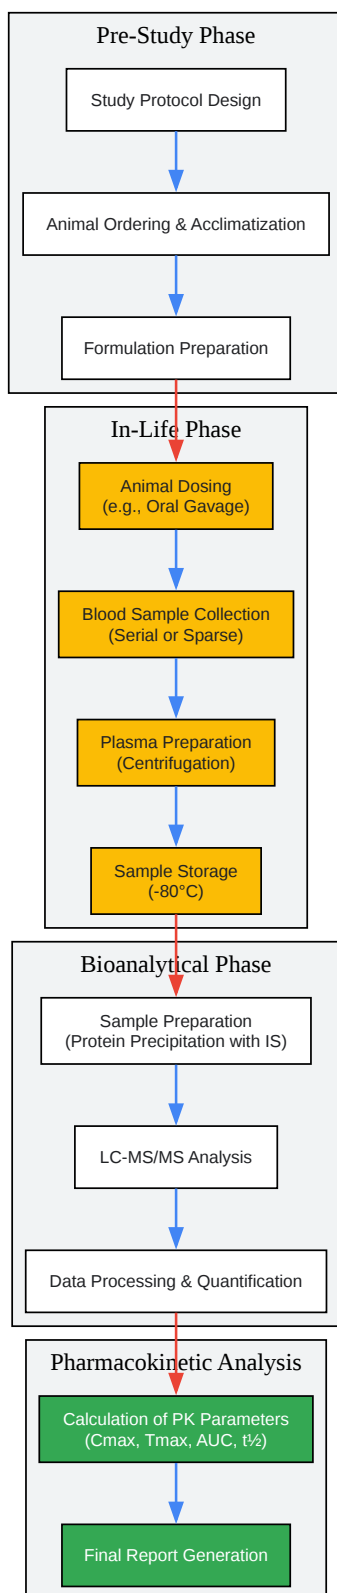 Pre-Study Phase
Study Protocol Design
Animal Ordering & Acclimatization
Formulation Preparation
In-Life Phase
Animal Dosing
(e.g., Oral Gavage)
Blood Sample Collection
(Serial or Sparse)
Plasma Preparation
(Centrifugation)
Sample Storage
(-80°C)
Bioanalytical Phase
Sample Preparation
(Protein Precipitation with IS)
LC-MS/MS Analysis
Data Processing & Quantification
Pharmacokinetic Analysis
Calculation of PK Parameters
(Cmax, Tmax, AUC, t½)
Final Report Generation